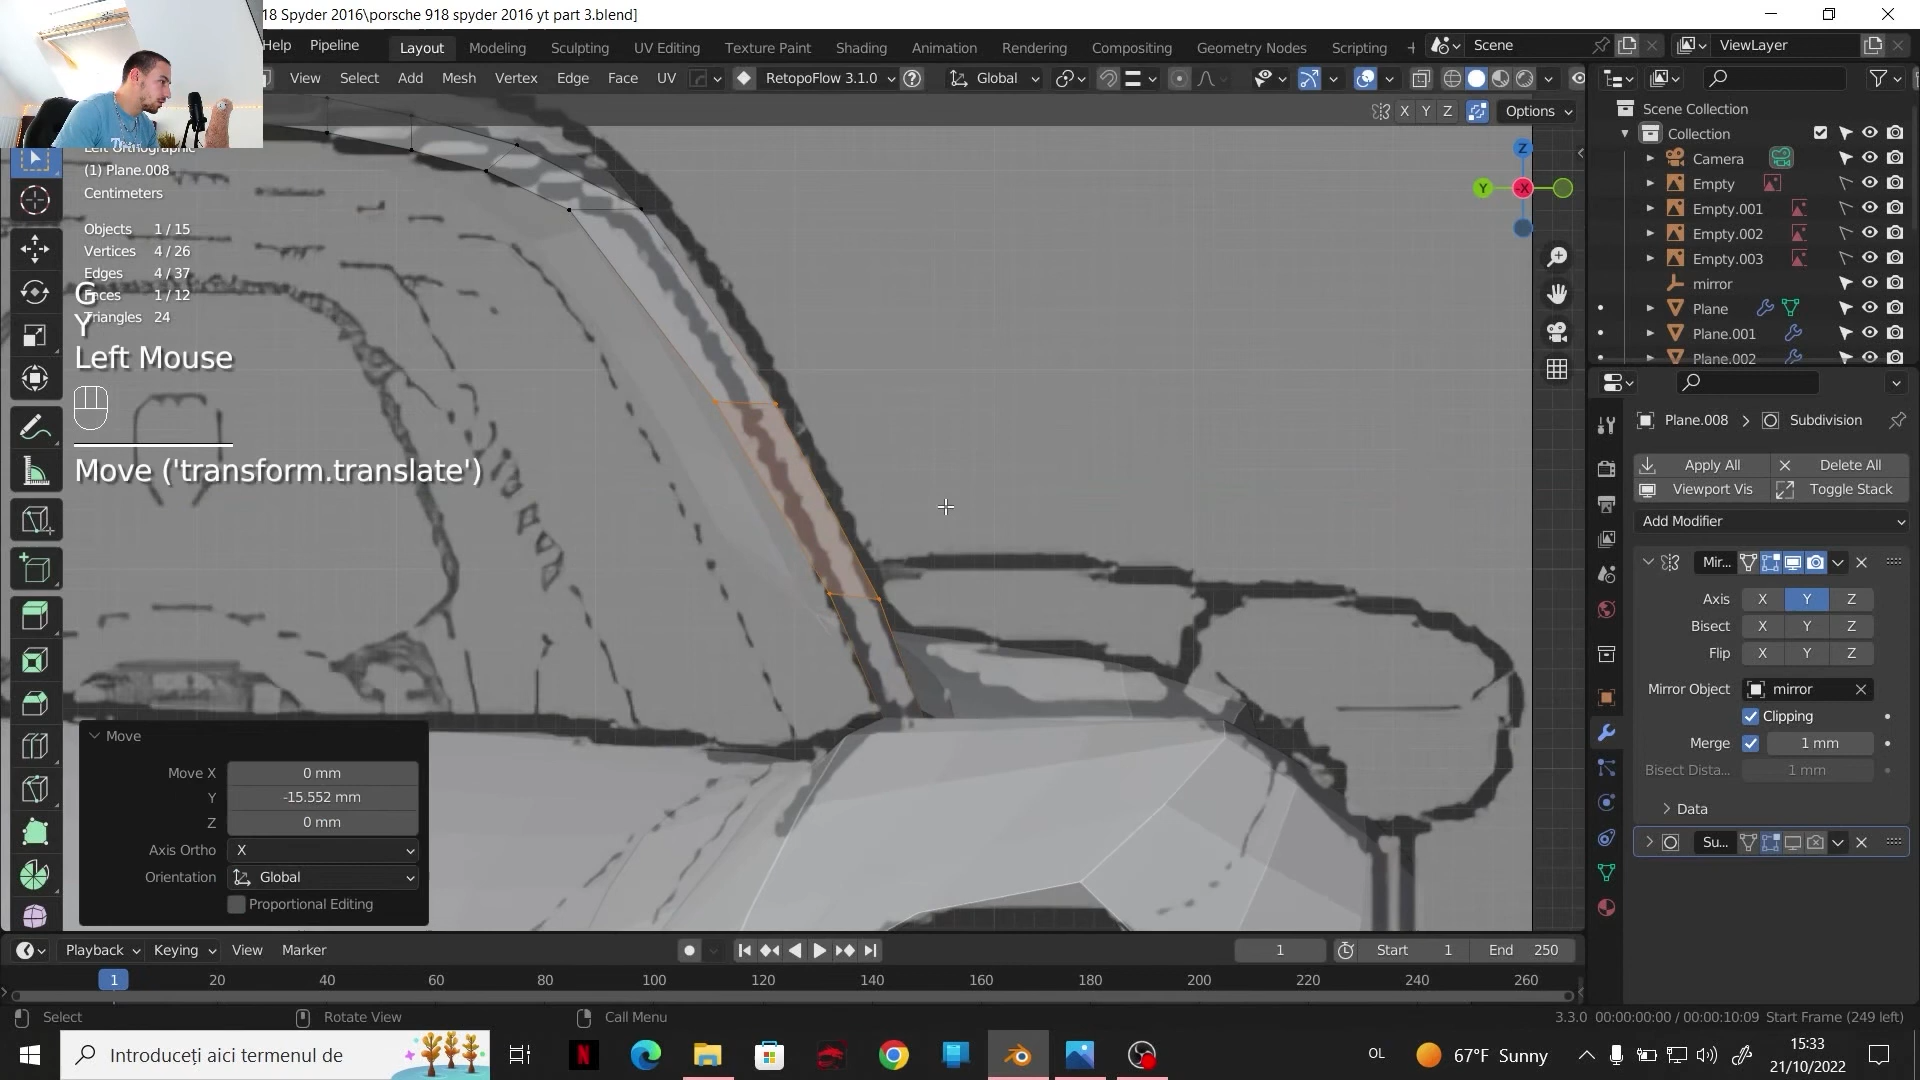 18 Spyder 2016\porsche 918 spyder 2016 yt part 3.blend]
Help Pipeline Layout Modeling Sculpting UV Editing Texture Paint Shading Animation Rendering Compositing Geometry Nodes Scripting + Scene ViewLayer
View Select Add Mesh Vertex Edge Face UV RetopoFlow 3.1.0 Global
X Y Z Options
Left Orthographic
(1) Plane.008
Centimeters
Objects 1 / 15
Vertices 4 / 26
Edges 4 / 37
Faces 1 / 12
Triangles 24
G
Y
Left Mouse
Move ('transform.translate')
Z
Y
-X
Move
Move X 0 mm
Y -15.552 mm
Z 0 mm
Axis Ortho X
Orientation Global
Proportional Editing
Scene Collection
Collection
Camera
Empty
Empty.001
Empty.002
Empty.003
mirror
Plane
Plane.001
Plane.002
Plane.008 > Subdivision
Apply All Delete All
Viewport Vis Toggle Stack
Add Modifier
Mir...
Axis X Y Z
Bisect X Y Z
Flip X Y Z
Mirror Object mirror
Clipping
Merge 1 mm
Bisect Dista... 1 mm
Data
Su...
Playback Keying View Marker 1 Start 1 End 250
1 20 40 60 80 100 120 140 160 180 200 220 240 260
Select Rotate View Call Menu 3.3.0 00:00:00:00 / 00:00:10:09 Start Frame (249 left)
Introduceți aici termenul de OL 67°F Sunny 15:33
21/10/2022